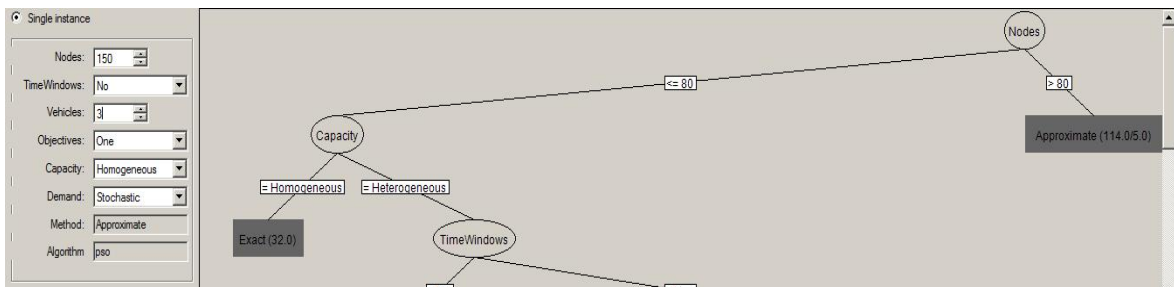 Single instance
Nodes: 150
TimeWindows: No
Vehicles: 3
Objectives: One
Capacity: Homogeneous
Demand: Stochastic
Method: Approximate
Algorithm pso
Nodes
<= 80
> 80
Capacity
Approximate (114.0/5.0)
= Homogeneous
= Heterogeneous
Exact (32.0)
TimeWindows